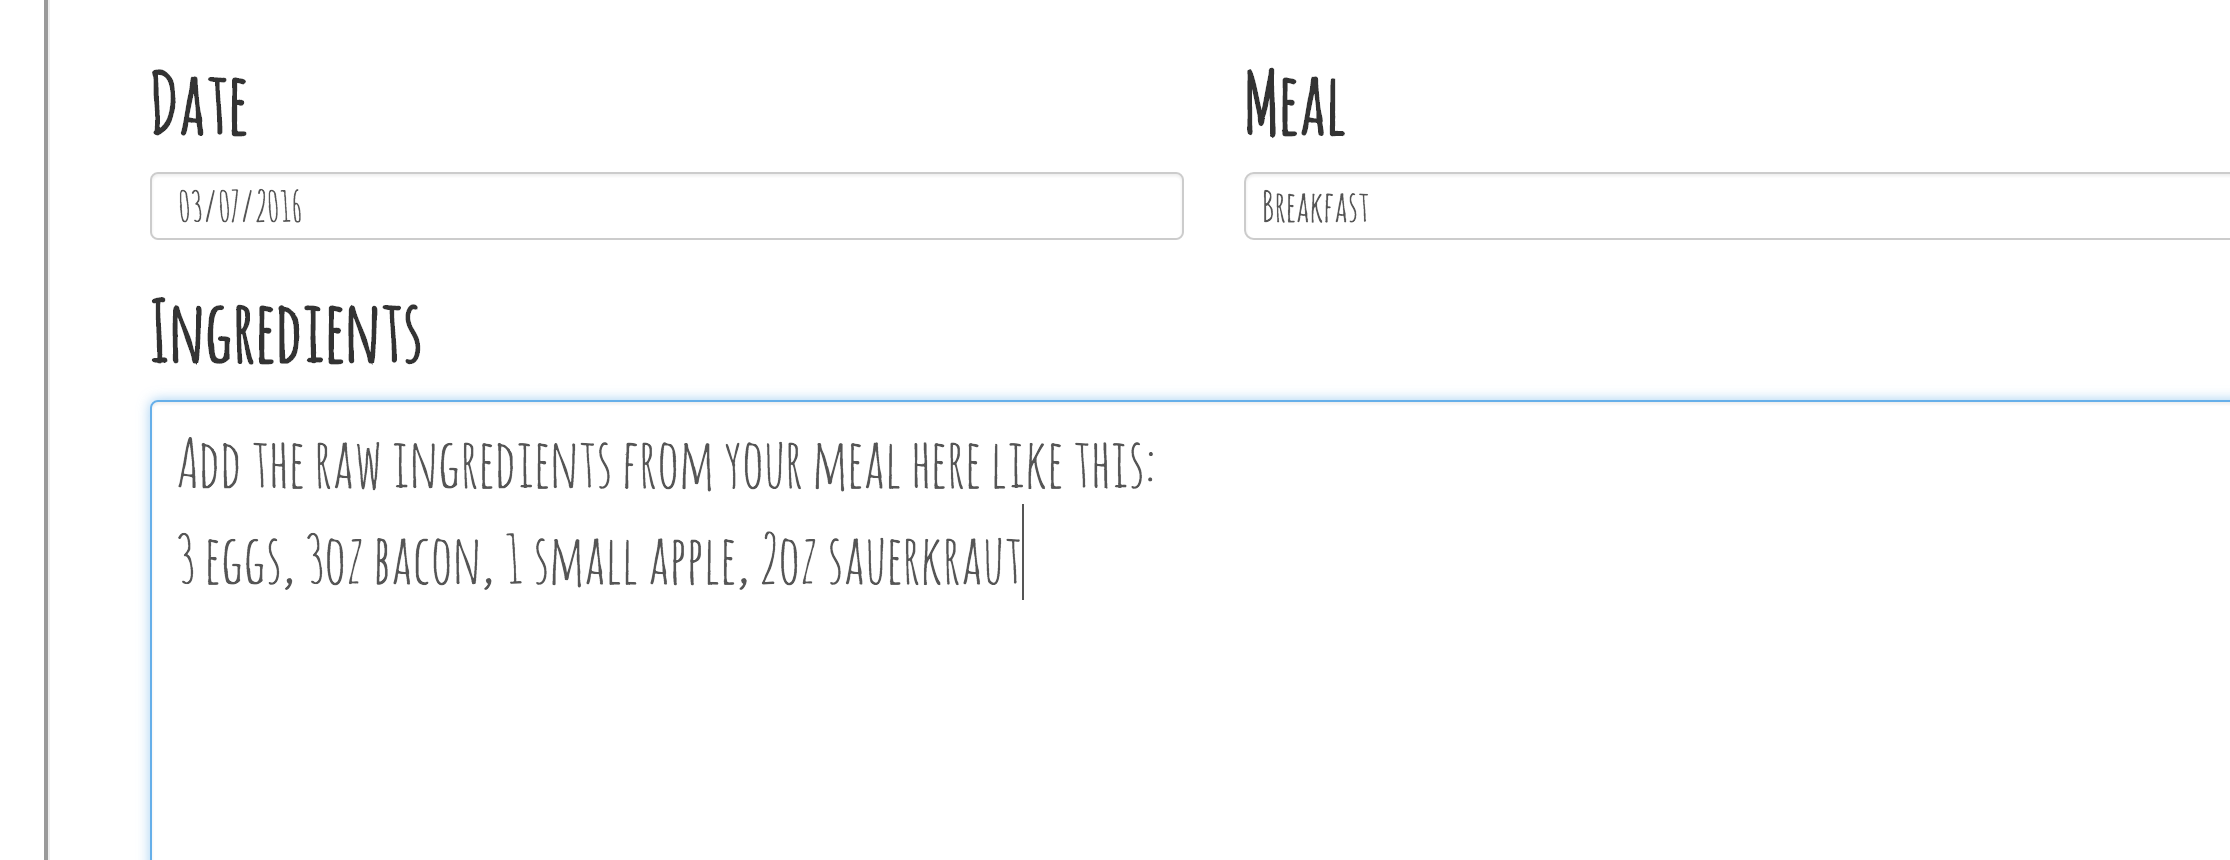 Date
Meal
03/07/2016
Breakfast
Ingredients
Add the raw ingredients from your meal here like this:
3 eggs, 3oz bacon, 1 small apple, 2oz sauerkraut